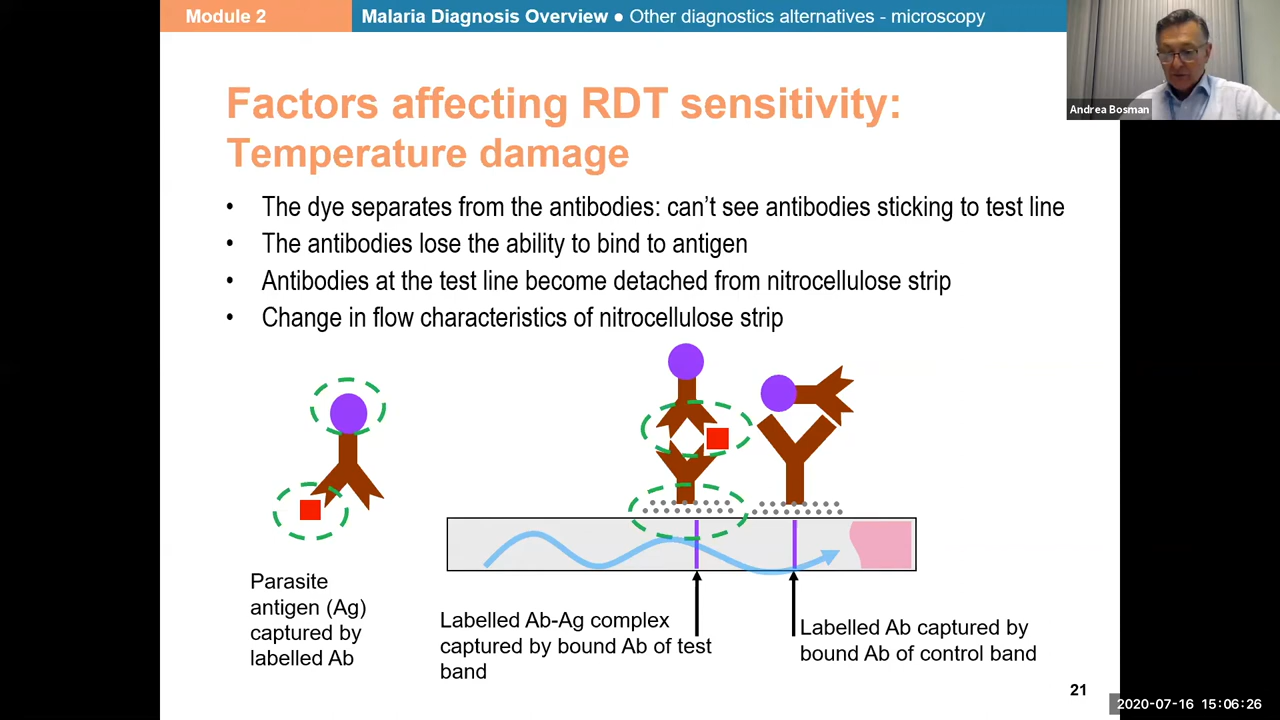 Module 2
Malaria Diagnosis Overview ● Other diagnostics alternatives - microscopy
Andrea Bosman
Factors affecting RDT sensitivity:
Temperature damage
• The dye separates from the antibodies: can’t see antibodies sticking to test line
• The antibodies lose the ability to bind to antigen
• Antibodies at the test line become detached from nitrocellulose strip
• Change in flow characteristics of nitrocellulose strip
Parasite
antigen (Ag)
captured by
labelled Ab
Labelled Ab-Ag complex
captured by bound Ab of test
band
Labelled Ab captured by
bound Ab of control band
21
2020-07-16 15:06:26